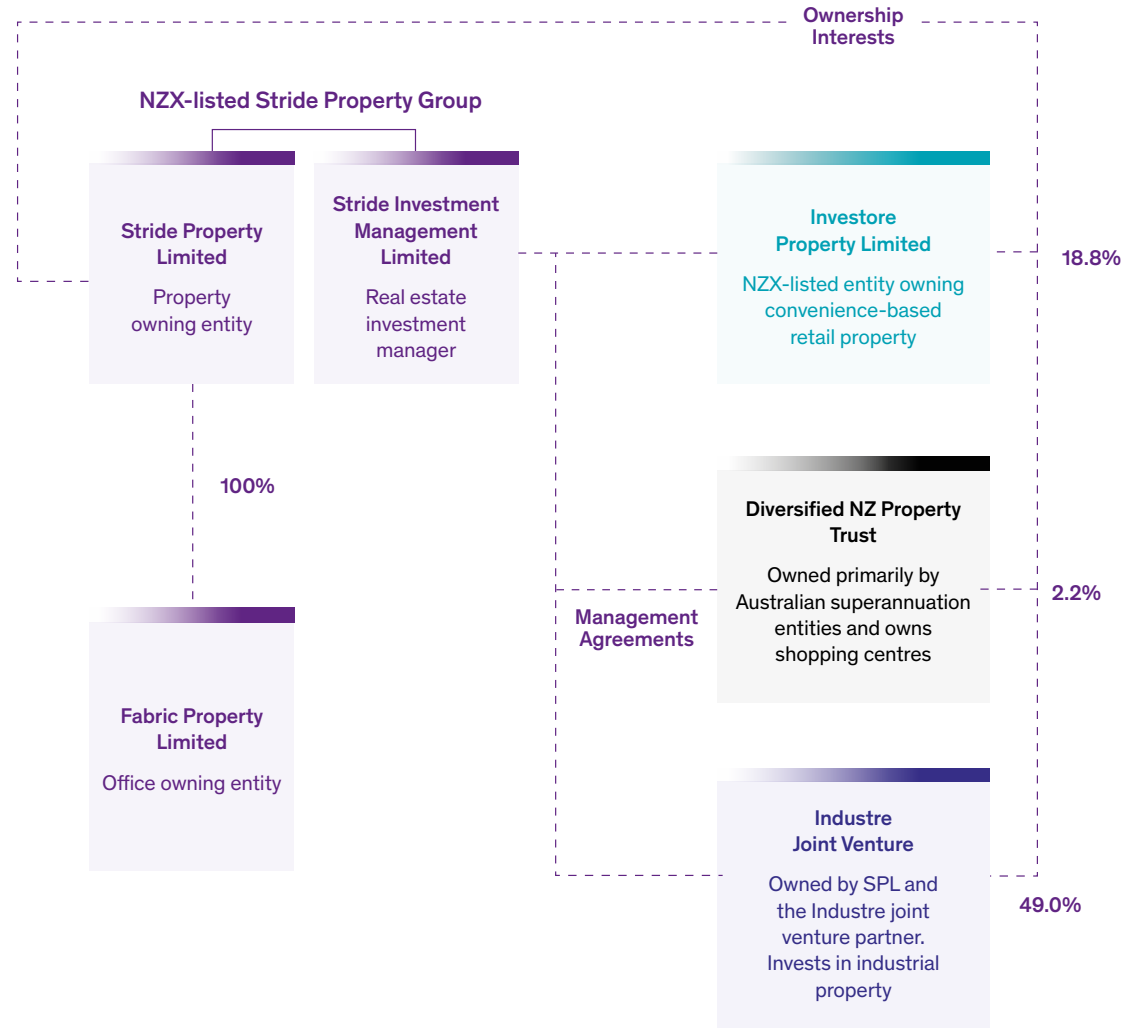 Ownership
Interests
NZX-listed Stride Property Group
Stride Property
Limited
Property
owning entity
Stride Investment
Management
Limited
Real estate
investment
manager
Investore
Property Limited
NZX-listed entity owning
convenience-based
retail property
18.8%
100%
Diversified NZ Property
Trust
Owned primarily by
Australian superannuation
entities and owns
shopping centres
2.2%
Management
Agreements
Fabric Property
Limited
Office owning entity
Industre
Joint Venture
Owned by SPL and
the Industre joint
venture partner.
Invests in industrial
property
49.0%